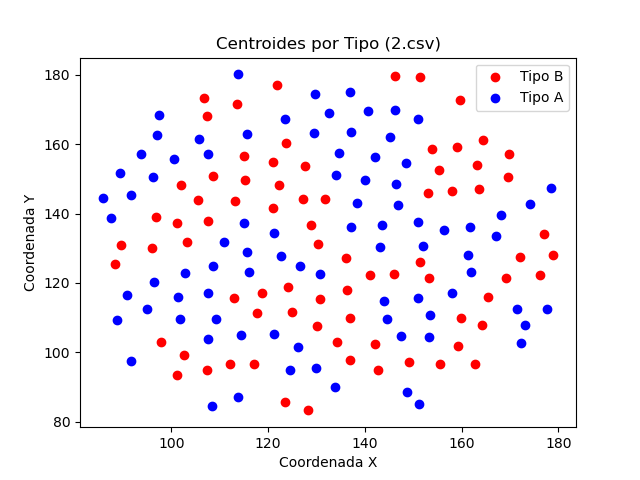 Centroides por Tipo (2.csv)
Tipo B
Tipo A
Coordenada Y
180
160
140
120
100
80
100 120 140 160 180
Coordenada X